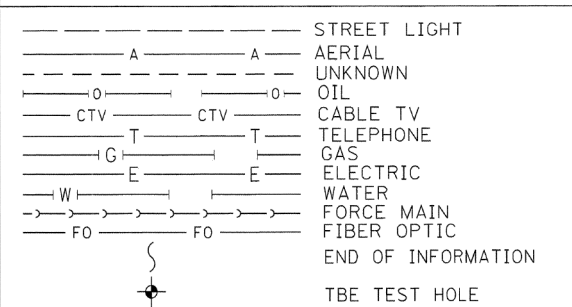 STREET LIGHT
A A AERIAL
UNKNOWN
O O OIL
CTV CTV CABLE TV
T T TELEPHONE
G GAS
E E ELECTRIC
W WATER
FORCE MAIN
FO FO FIBER OPTIC
END OF INFORMATION
TBE TEST HOLE